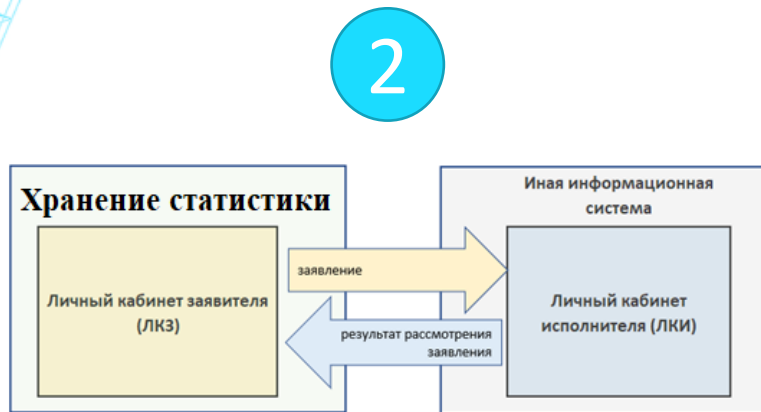 2
Хранение статистики
Иная информационная
система
Личный кабинет заявителя
(ЛКЗ)
заявление
результат рассмотрения
заявления
Личный кабинет
исполнителя (ЛКИ)